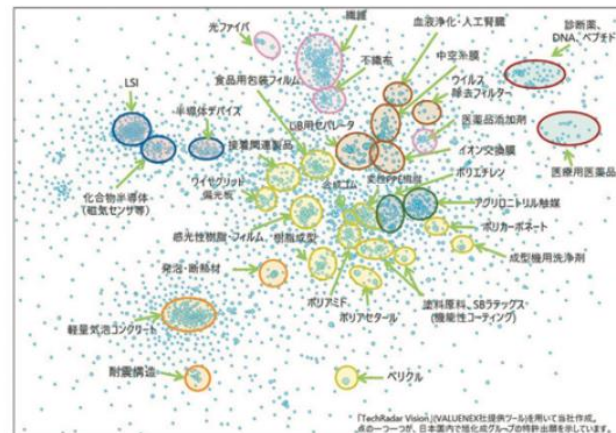 光ファイバ
繊維
血液浄化・人工腎臓
診断薬、
DNA、ペプチド
食品用包装フィルム
不織布
中空糸膜
LSI
ウイルス
除去フィルター
半導体デバイス
LIB用セパレータ
医薬品添加剤
接着関連製品
イオン交換膜
医療用医薬品
化合物半導体
(磁気センサ等)
ワイヤグリッド
偏光板
合成ゴム
変性PPE樹脂
ポリエチレン
アクリロニトリル触媒
感光性樹脂・フィルム
樹脂成型
ポリカーボネート
成型機用洗浄剤
発泡・断熱材
ポリアミド
ポリアセタール
塗料原料、SBラテックス
(機能性コーティング)
軽量気泡コンクリート
耐震構造
ペリクル
「TechRadar Vision」(VALUENEX社提供ツール)を用いて当社作成。
点の一つ一つが、日本国内で旭化成グループの特許出願を示しています。